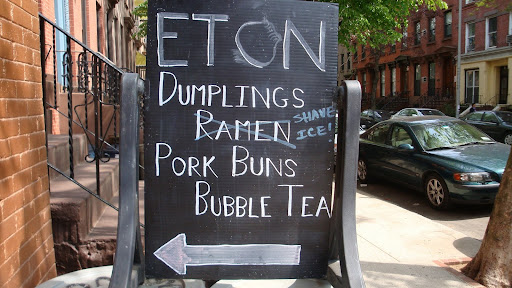 ETON
DUMPLINGS
RAMEN SHAVE ICE!
PORK BUNS
BUBBLE TEA